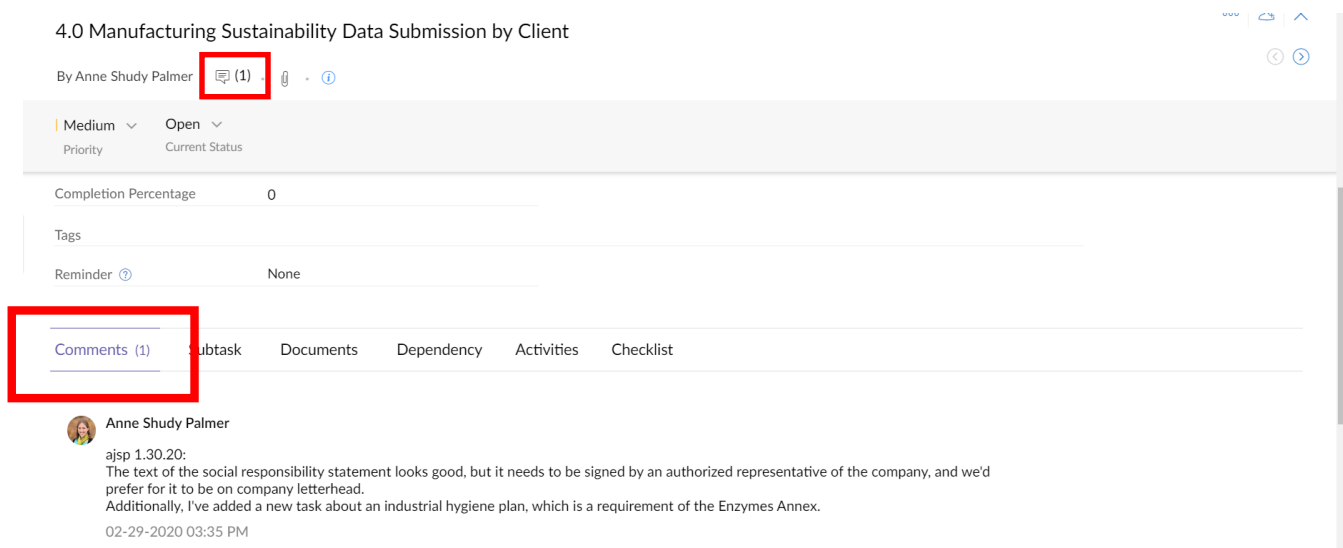 4.0 Manufacturing Sustainability Data Submission by Client
By Anne Shudy Palmer (1)
Medium Open
Priority Current Status
Completion Percentage 0
Tags
Reminder None
Comments (1) Subtask Documents Dependency Activities Checklist
Anne Shudy Palmer
ajsp 1.30.20:
The text of the social responsibility statement looks good, but it needs to be signed by an authorized representative of the company, and we'd
prefer for it to be on company letterhead.
Additionally, I've added a new task about an industrial hygiene plan, which is a requirement of the Enzymes Annex.
02-29-2020 03:35 PM